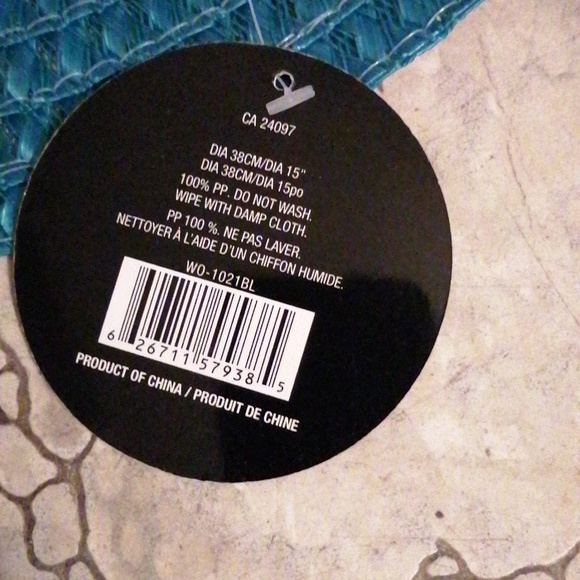 CA 24097
DIA 38CM/DIA 15"
DIA 38CM/DIA 15po
100% PP. DO NOT WASH.
WIPE WITH DAMP CLOTH.
PP 100 %. NE PAS LAVER.
NETTOYER À L'AIDE D'UN CHIFFON HUMIDE.
WO-1021BL
6 26711 57938 5
PRODUCT OF CHINA / PRODUIT DE CHINE